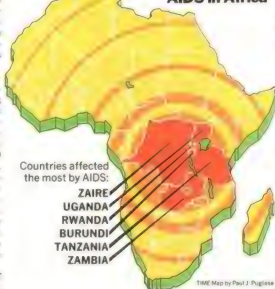 AIDS in Africa
Countries affected
the most by AIDS:
ZAIRE
UGANDA
RWANDA
BURUNDI
TANZANIA
ZAMBIA
TIME Map by Paul J. Pugliese